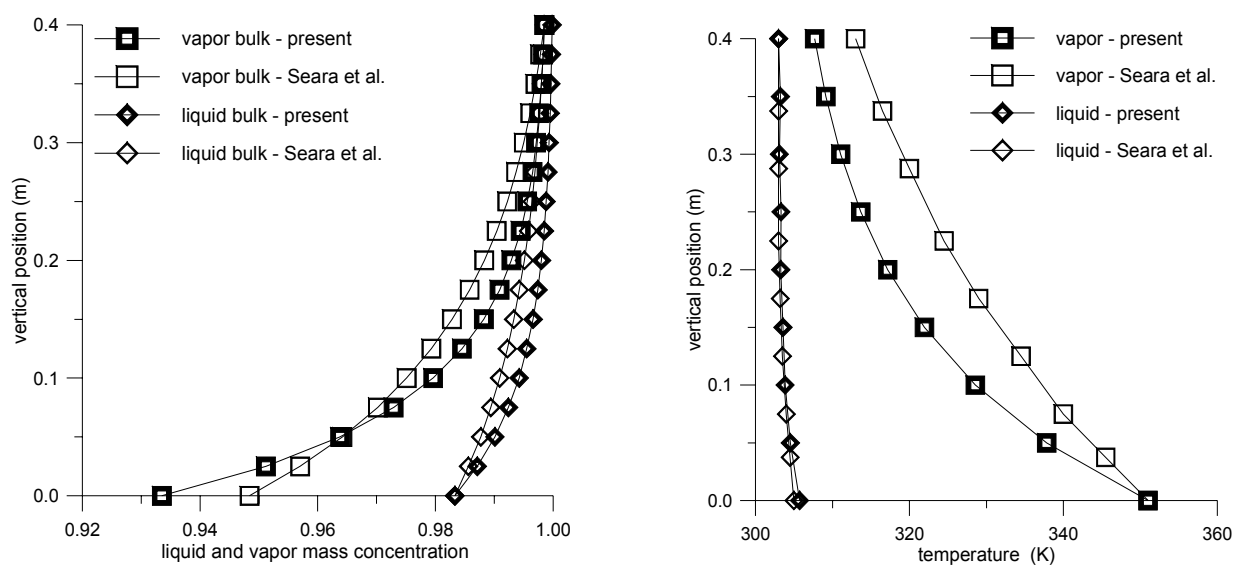 0.4
0.3
0.2
0.1
0.0
vertical position (m)
vapor bulk - present
vapor bulk - Seara et al.
liquid bulk - present
liquid bulk - Seara et al.
0.92
0.94
0.96
0.98
1.00
liquid and vapor mass concentration
0.4
0.3
0.2
0.1
0.0
vertical position (m)
vapor - present
vapor - Seara et al.
liquid - present
liquid - Seara et al.
300
320
340
360
temperature (K)